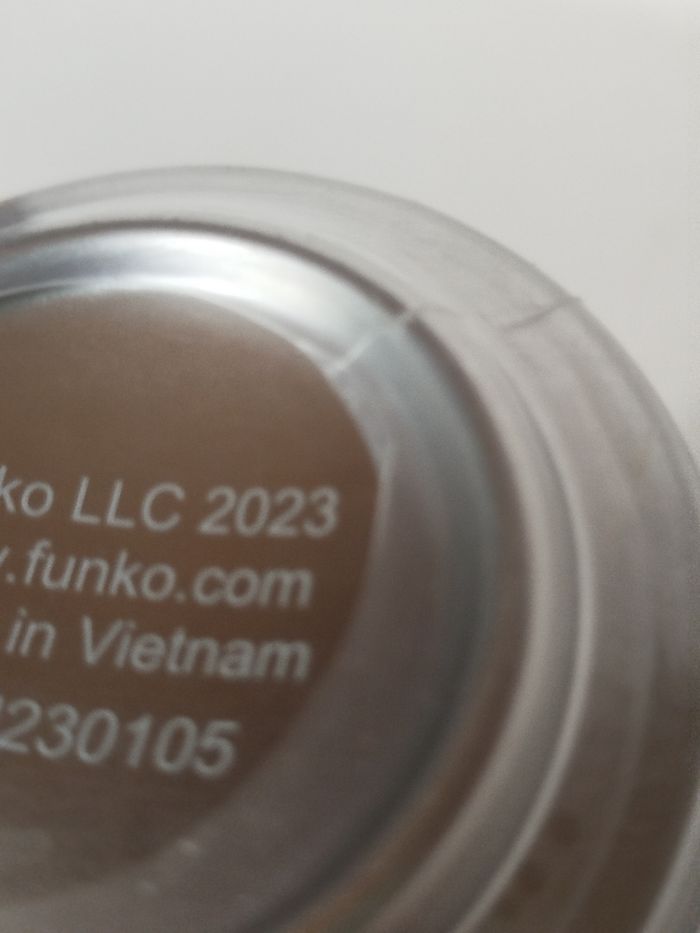 ko LLC 2023
.funko.com
in Vietnam
230105